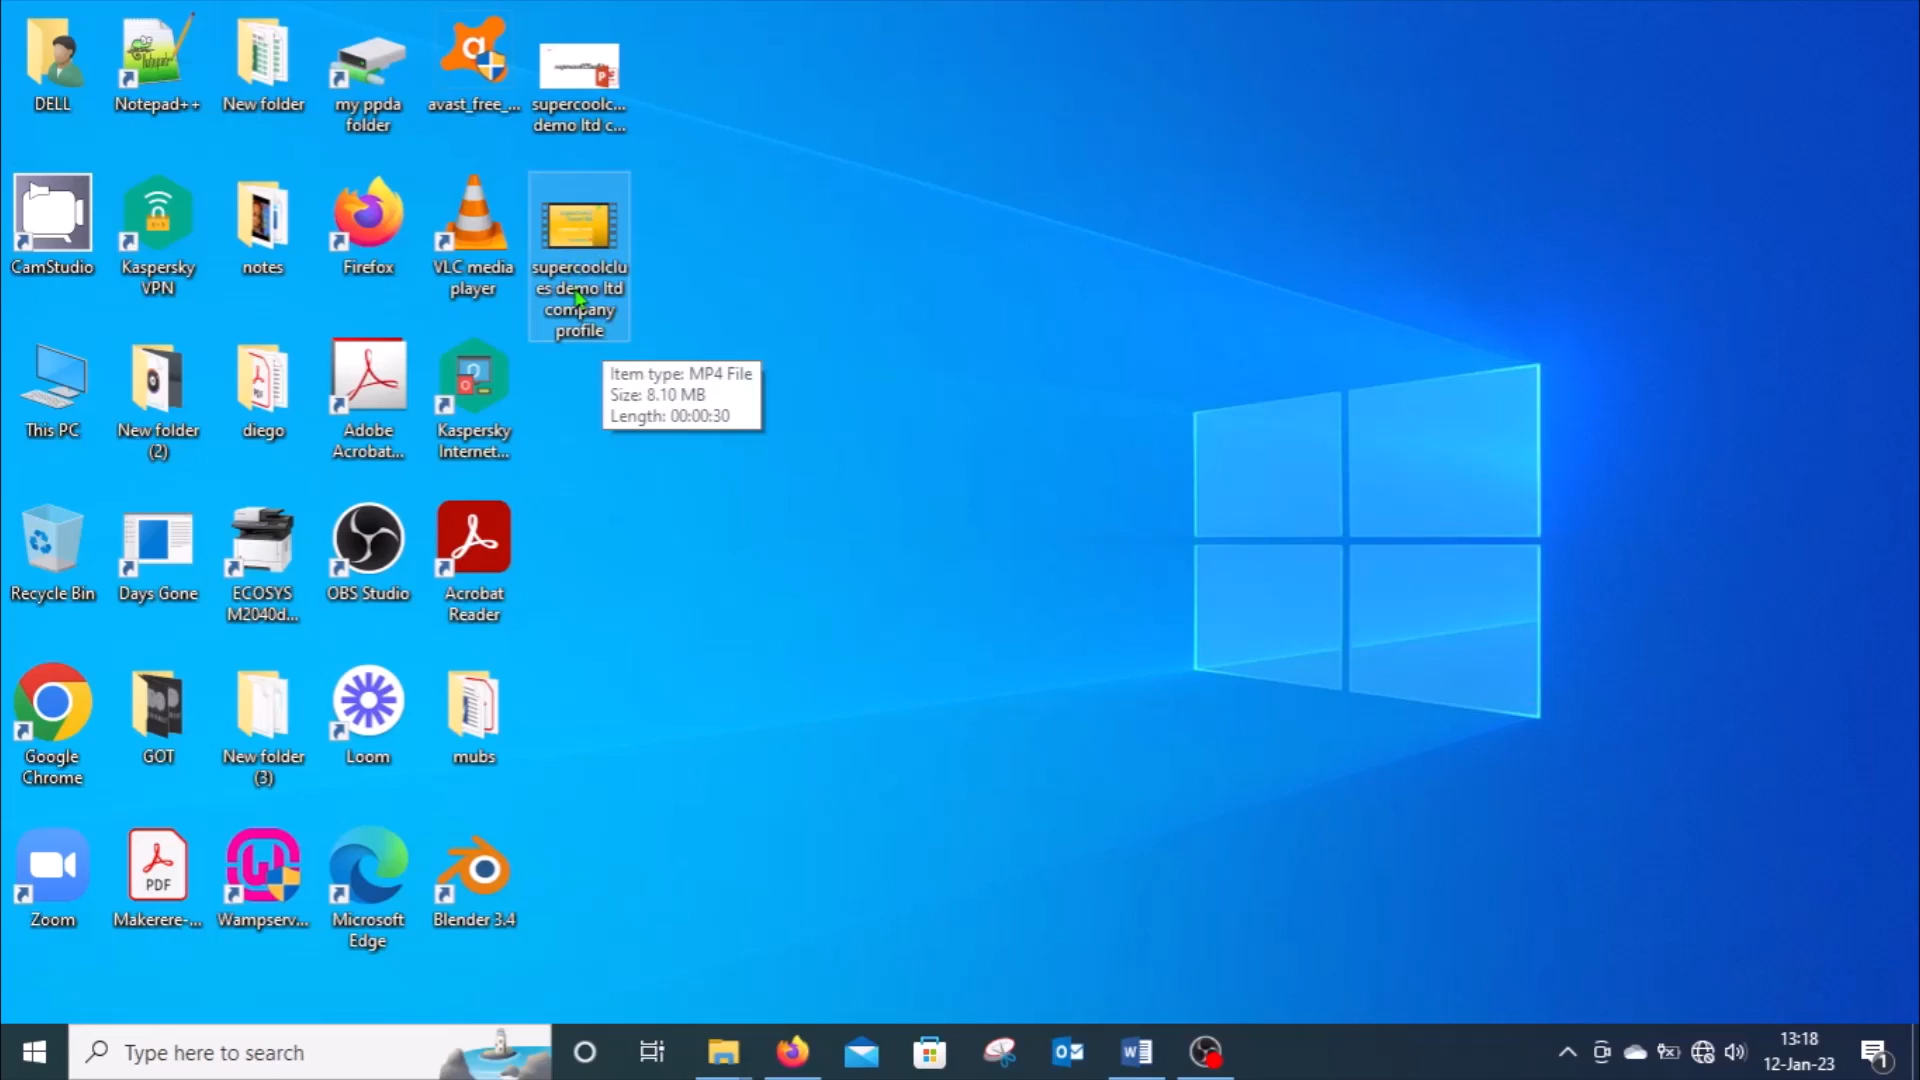 DELL
Notepad++
New folder
my ppda
folder
avast_free_...
supercoolc...
demo ltd c...
CamStudio
Kaspersky
VPN
notes
Firefox
VLC media
player
supercoolclu
es demo ltd
company
profile
Item type: MP4 File
Size: 8.10 MB
Length: 00:00:30
This PC
New folder
(2)
diego
Adobe
Acrobat...
Kaspersky
Internet...
Recycle Bin
Days Gone
ECOSYS
M2040d...
OBS Studio
Acrobat
Reader
Google
Chrome
GOT
New folder
(3)
Loom
mubs
Zoom
PDF
Makerere-...
Wampserv...
Microsoft
Edge
Blender 3.4
Type here to search
13:18
12-Jan-23
1